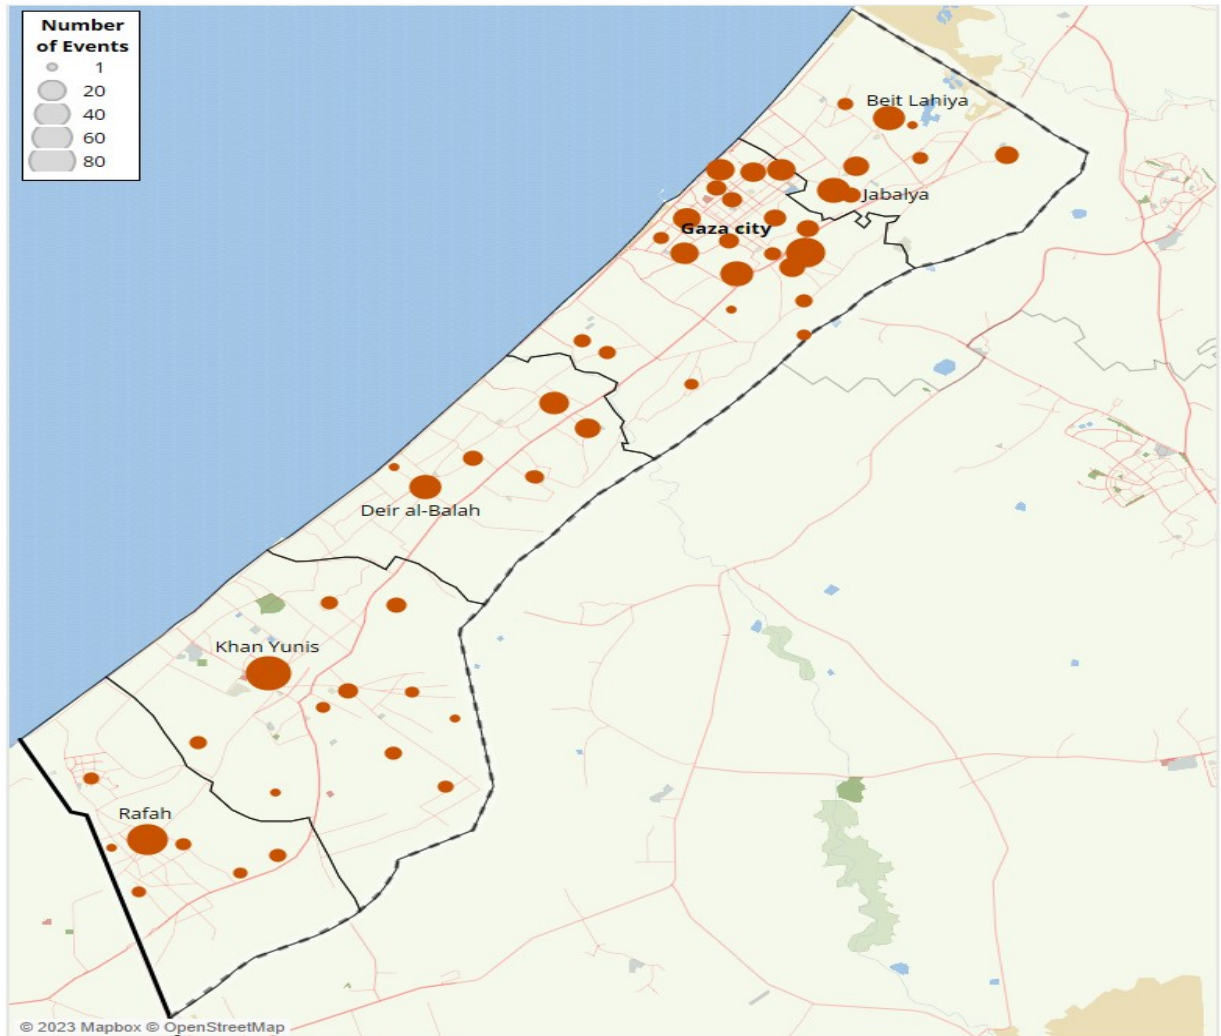 Number
of Events
1
20
40
60
80
Beit Lahiya
Jabalya
Gaza city
Deir al-Balah
Khan Yunis
Rafah
© 2023 Mapbox © OpenStreetMap